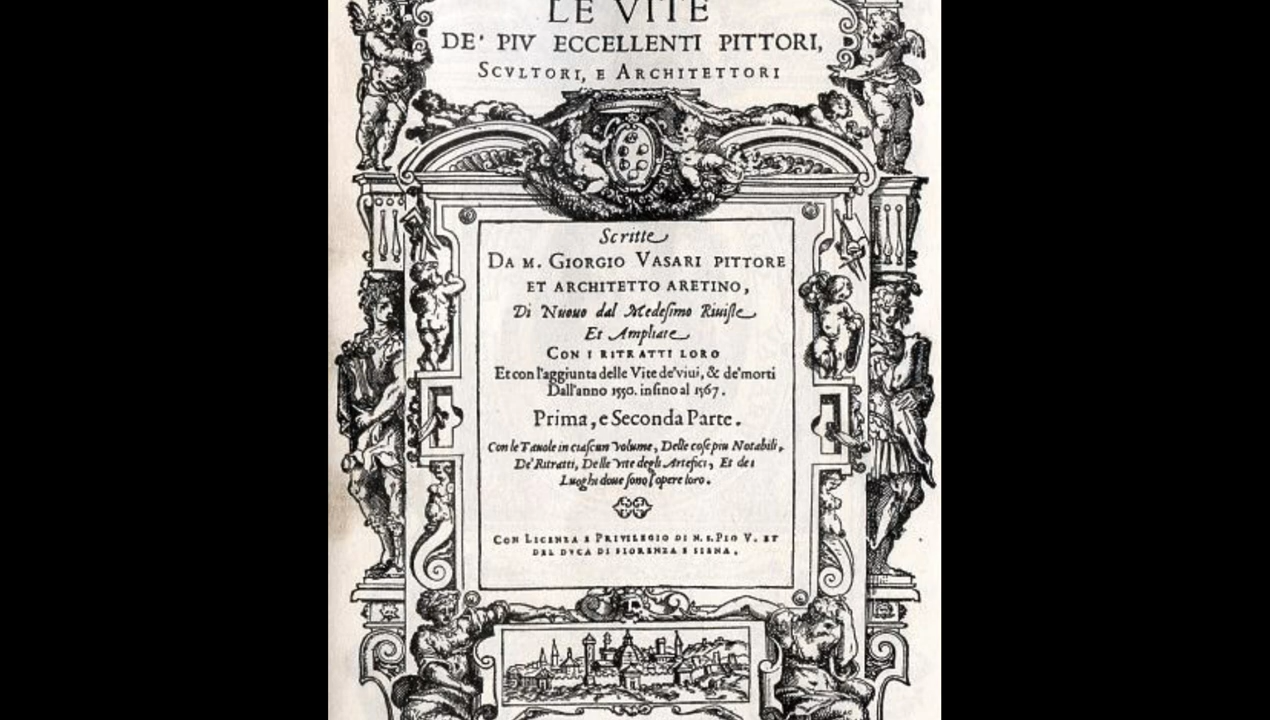 LE VITE
DE' PIV ECCELLENTI PITTORI,
SCVLTORI, E ARCHITETTORI
Scritte
DA M. GIORGIO VASARI PITTORE
ET ARCHITETTO ARETINO,
Di Nuouo dal Medesimo Riuiste
Et Ampliate
CON I RITRATTI LORO
Et con l'aggiunta delle Vite de' viui, & de' morti
Dall'anno 1550. insino al 1567.
Prima, e Seconda Parte.
Con le Tauole in ciascun Volume, Delle cose piu Notabili,
De' Ritratti, Delle vite degli Artefici, Et dei
Luoghi doue sono l'opere loro.
CON LICENZA E PRIVILEGIO DI N. S. PIO V. ET
DEL DVCA DI FIORENZA E SIENA.